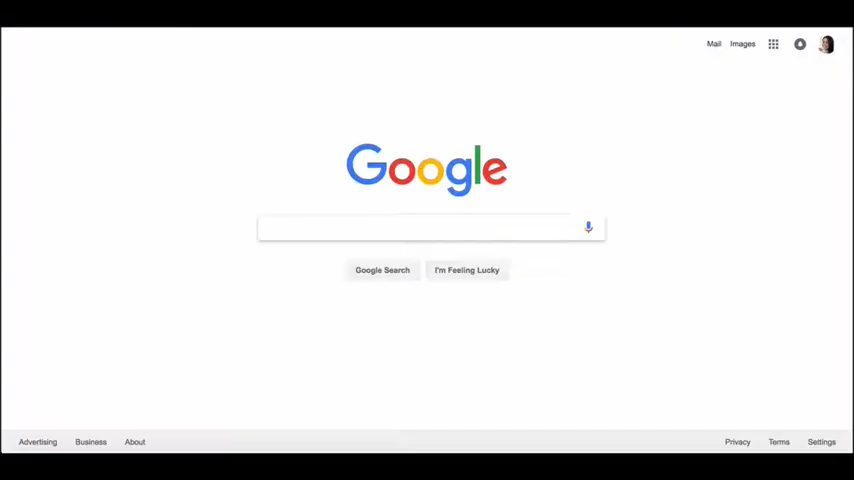 Mail Images
Google
Google Search I'm Feeling Lucky
Advertising Business About Privacy Terms Settings